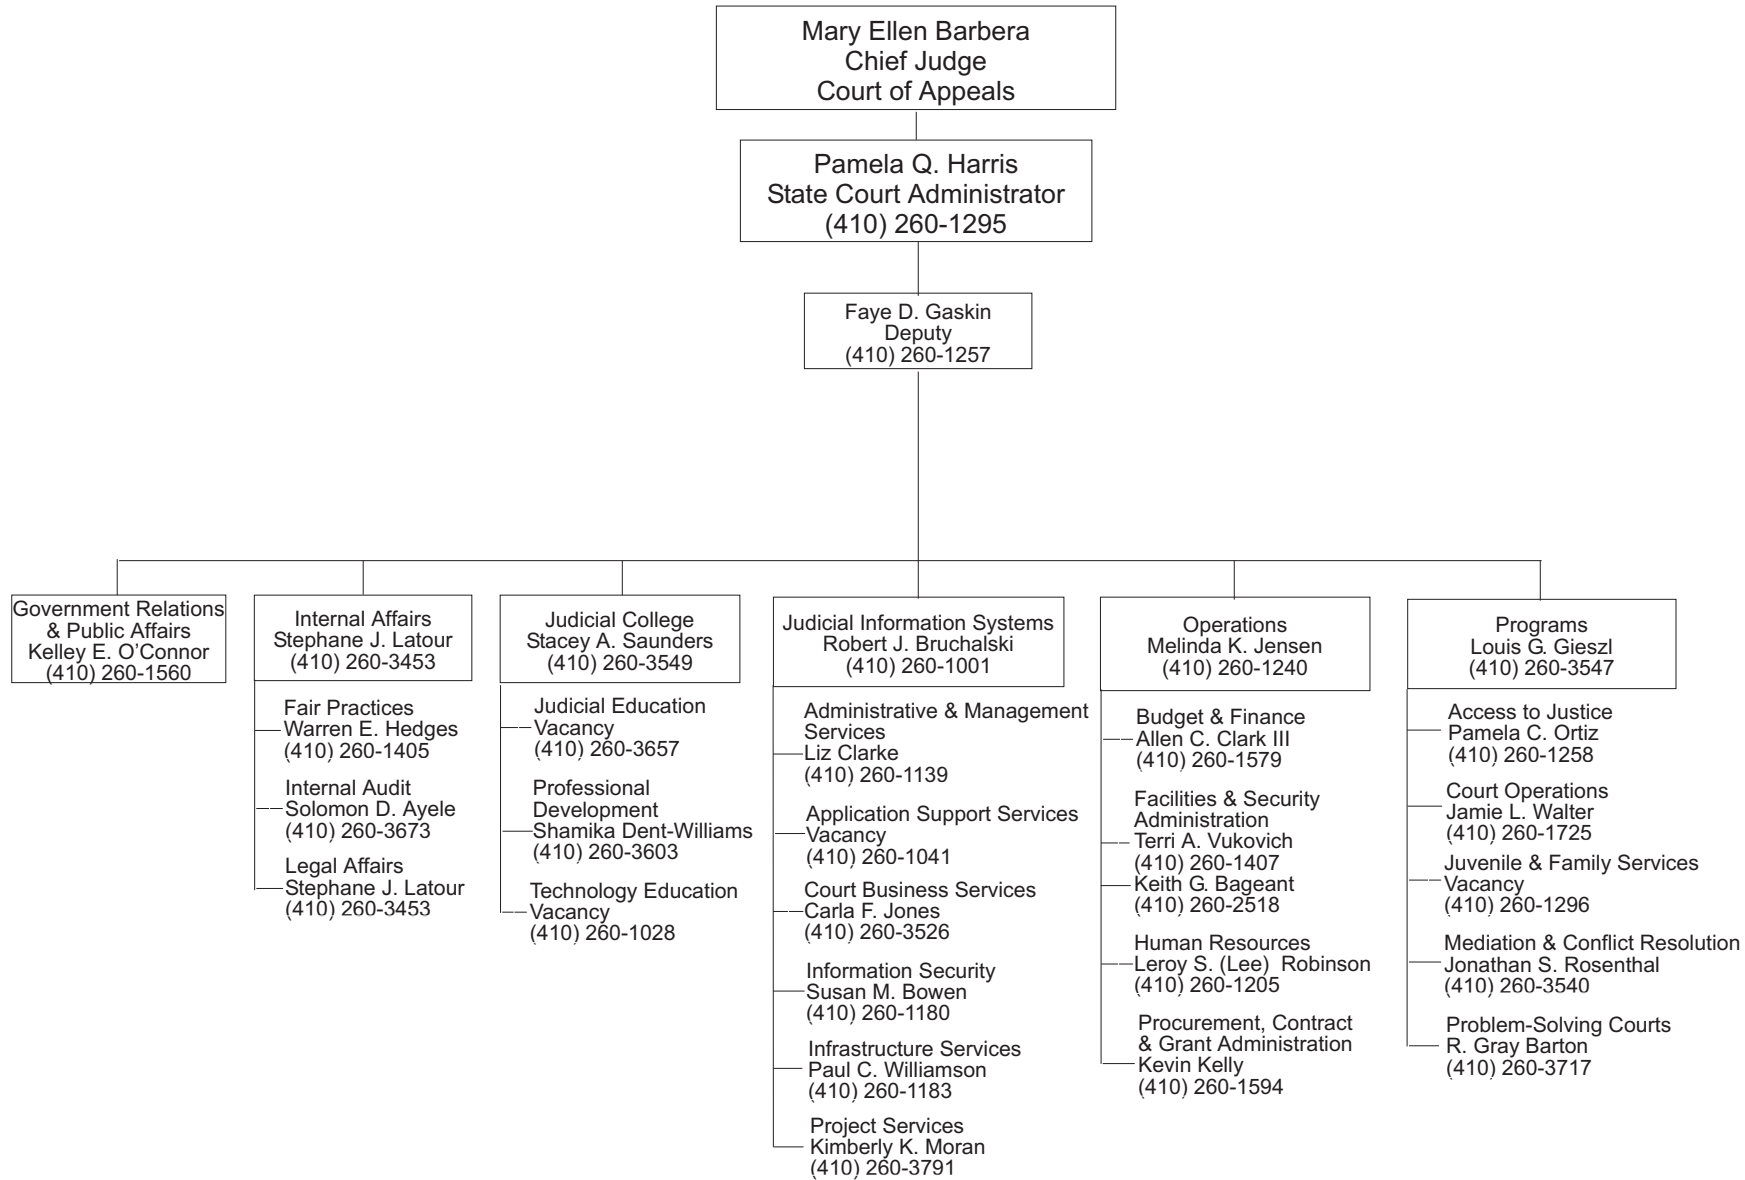 Mary Ellen Barbera
Chief Judge
Court of Appeals
Pamela Q. Harris
State Court Administrator
(410) 260-1295
Faye D. Gaskin
Deputy
(410) 260-1257
Government Relations
& Public Affairs
Kelley E. O’Connor
(410) 260-1560
Internal Affairs
Stephane J. Latour
(410) 260-3453
Fair Practices
Warren E. Hedges
(410) 260-1405
Internal Audit
Solomon D. Ayele
(410) 260-3673
Legal Affairs
Stephane J. Latour
(410) 260-3453
Judicial College
Stacey A. Saunders
(410) 260-3549
Judicial Education
Vacancy
(410) 260-3657
Professional
Development
Shamika Dent-Williams
(410) 260-3603
Technology Education
Vacancy
(410) 260-1028
Judicial Information Systems
Robert J. Bruchalski
(410) 260-1001
Administrative & Management
Services
Liz Clarke
(410) 260-1139
Application Support Services
Vacancy
(410) 260-1041
Court Business Services
Carla F. Jones
(410) 260-3526
Information Security
Susan M. Bowen
(410) 260-1180
Infrastructure Services
Paul C. Williamson
(410) 260-1183
Project Services
Kimberly K. Moran
(410) 260-3791
Operations
Melinda K. Jensen
(410) 260-1240
Budget & Finance
Allen C. Clark III
(410) 260-1579
Facilities & Security
Administration
Terri A. Vukovich
(410) 260-1407
Keith G. Bageant
(410) 260-2518
Human Resources
Leroy S. (Lee) Robinson
(410) 260-1205
Procurement, Contract
& Grant Administration
Kevin Kelly
(410) 260-1594
Programs
Louis G. Gieszl
(410) 260-3547
Access to Justice
Pamela C. Ortiz
(410) 260-1258
Court Operations
Jamie L. Walter
(410) 260-1725
Juvenile & Family Services
Vacancy
(410) 260-1296
Mediation & Conflict Resolution
Jonathan S. Rosenthal
(410) 260-3540
Problem-Solving Courts
R. Gray Barton
(410) 260-3717